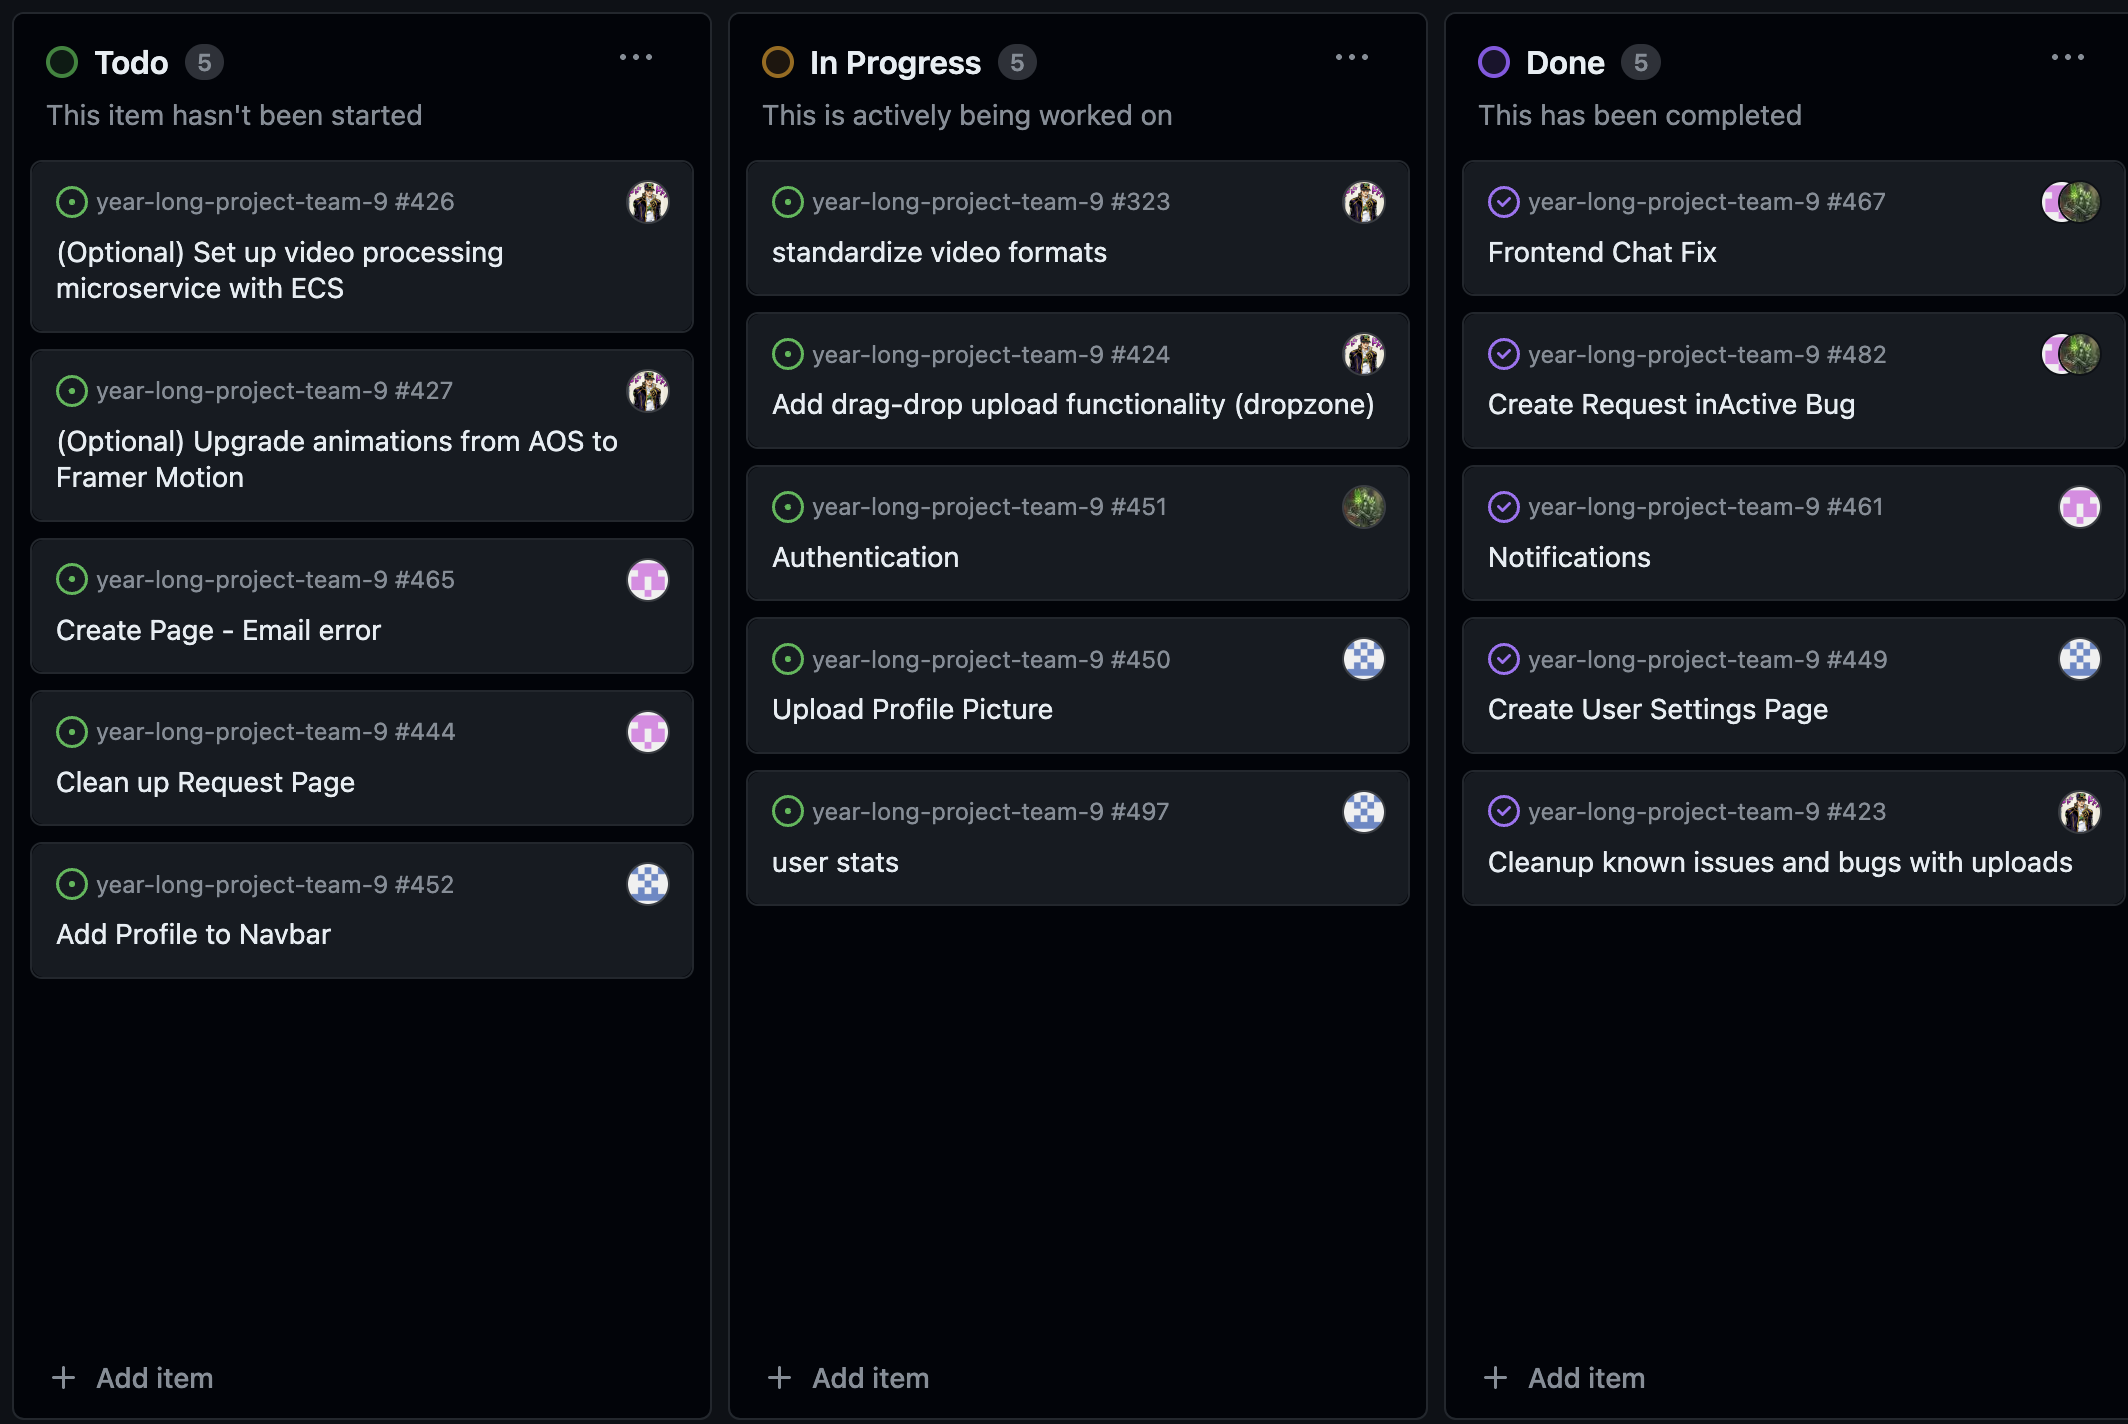 Todo 5
This item hasn't been started
year-long-project-team-9 #426
(Optional) Set up video processing
microservice with ECS
year-long-project-team-9 #427
(Optional) Upgrade animations from AOS to
Framer Motion
year-long-project-team-9 #465
Create Page - Email error
year-long-project-team-9 #444
Clean up Request Page
year-long-project-team-9 #452
Add Profile to Navbar
+ Add item
In Progress 5
This is actively being worked on
year-long-project-team-9 #323
standardize video formats
year-long-project-team-9 #424
Add drag-drop upload functionality (dropzone)
year-long-project-team-9 #451
Authentication
year-long-project-team-9 #450
Upload Profile Picture
year-long-project-team-9 #497
user stats
+ Add item
Done 5
This has been completed
year-long-project-team-9 #467
Frontend Chat Fix
year-long-project-team-9 #482
Create Request inActive Bug
year-long-project-team-9 #461
Notifications
year-long-project-team-9 #449
Create User Settings Page
year-long-project-team-9 #423
Cleanup known issues and bugs with uploads
+ Add item